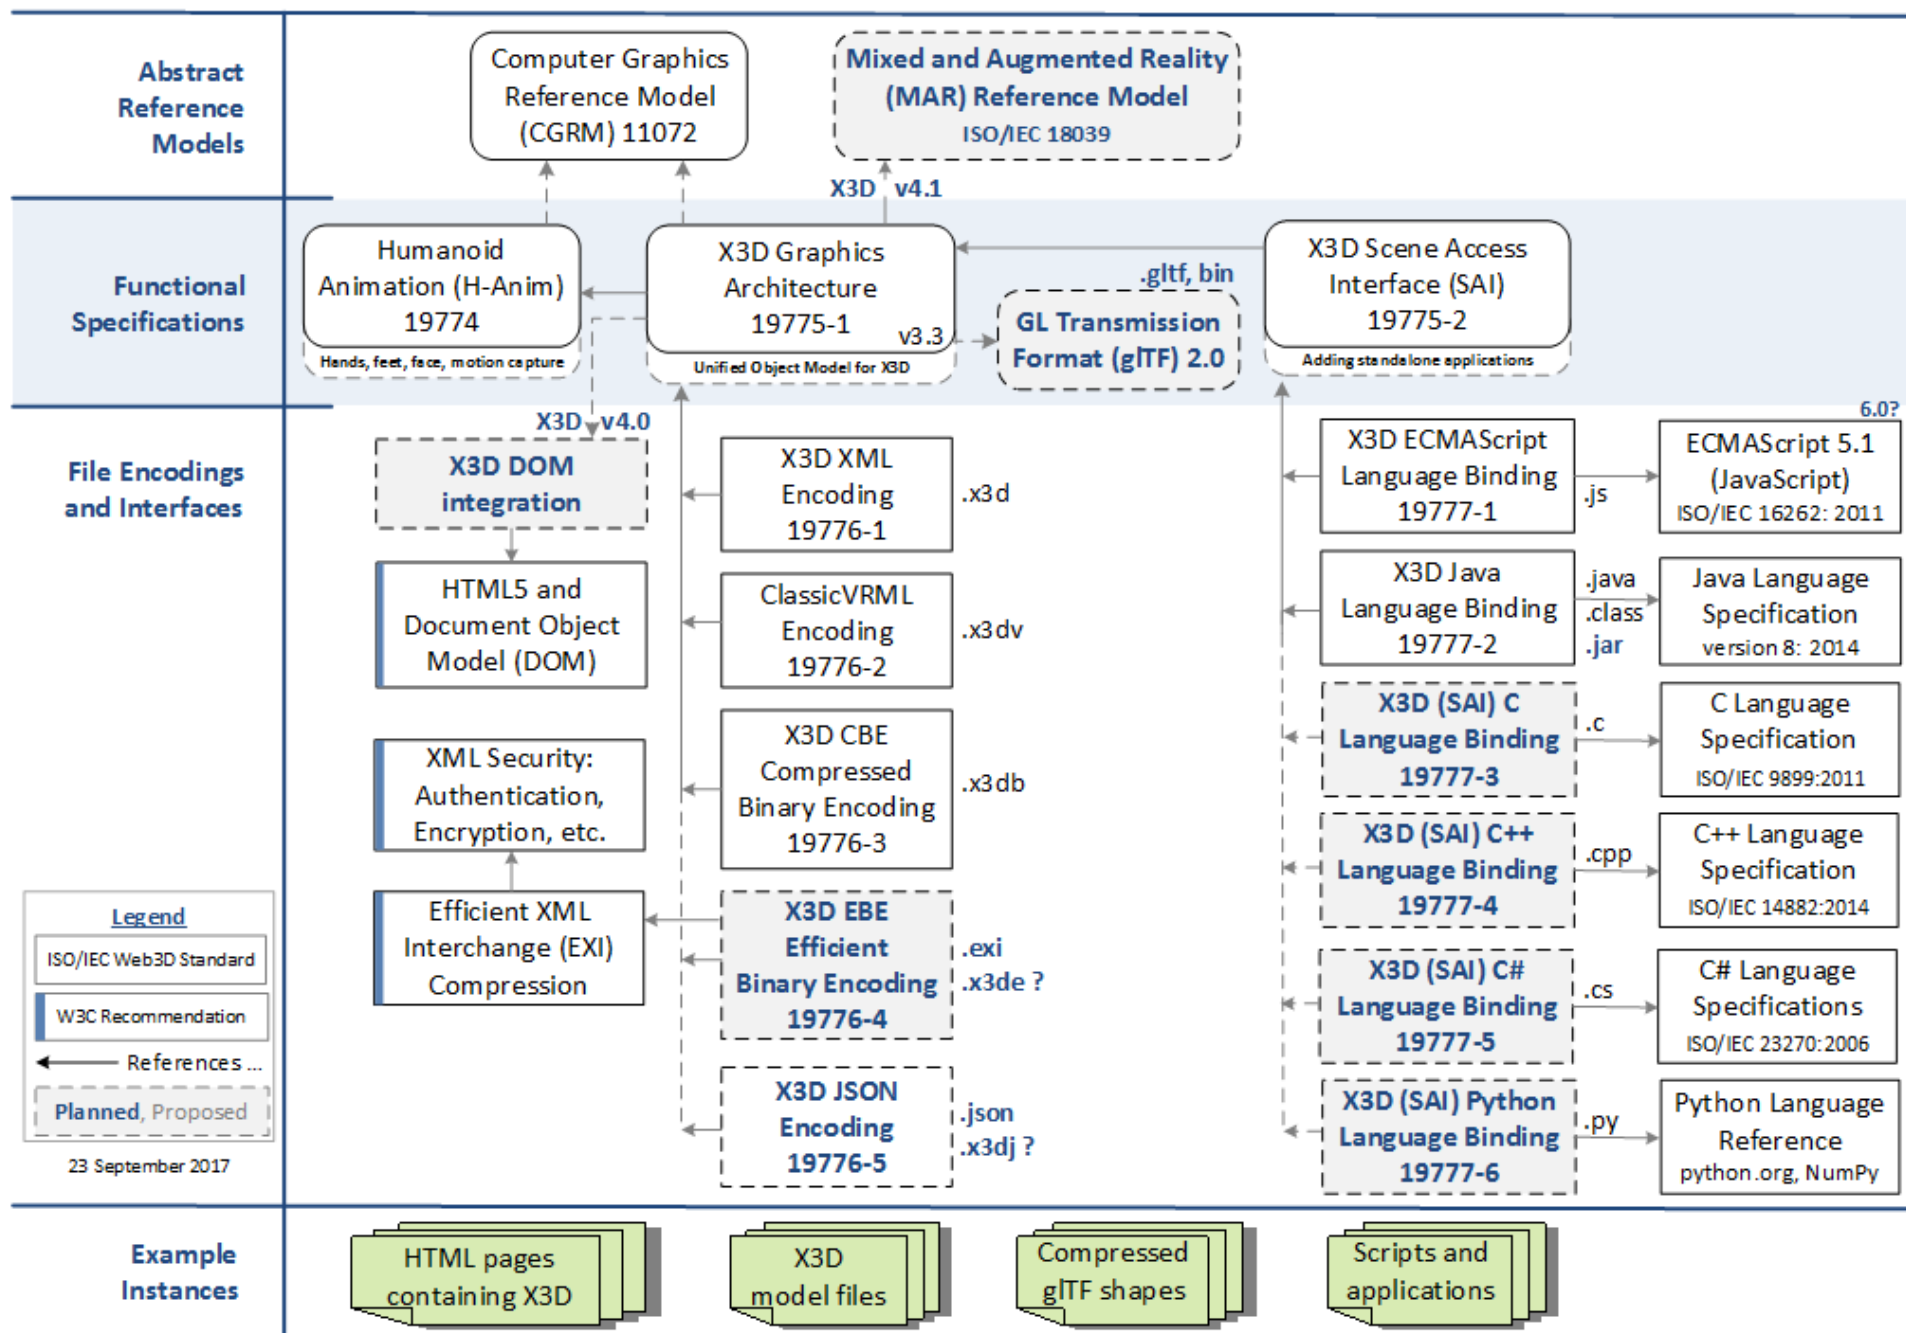 Abstract
Reference
Models
Computer Graphics
Reference Model
(CGRM) 11072
Mixed and Augmented Reality
(MAR) Reference Model
ISO/IEC 18039
X3D v4.1
Functional
Specifications
Humanoid
Animation (H-Anim)
19774
Hands, feet, face, motion capture
X3D Graphics
Architecture
19775-1
v3.3
Unified Object Model for X3D
.gltf, bin
GL Transmission
Format (glTF) 2.0
X3D Scene Access
Interface (SAI)
19775-2
Adding standalone applications
File Encodings
and Interfaces
X3D v4.0
X3D DOM
integration
HTML5 and
Document Object
Model (DOM)
XML Security:
Authentication,
Encryption, etc.
Efficient XML
Interchange (EXI)
Compression
X3D XML
Encoding
19776-1
.x3d
ClassicVRML
Encoding
19776-2
.x3dv
X3D CBE
Compressed
Binary Encoding
19776-3
.x3db
X3D EBE
Efficient
Binary Encoding
19776-4
.exi
.x3de ?
X3D JSON
Encoding
19776-5
.json
.x3dj ?
X3D ECMAScript
Language Binding
19777-1
.js
6.0?
ECMAScript 5.1
(JavaScript)
ISO/IEC 16262: 2011
X3D Java
Language Binding
19777-2
.java
.class
.jar
Java Language
Specification
version 8: 2014
X3D (SAI) C
Language Binding
19777-3
.c
C Language
Specification
ISO/IEC 9899:2011
X3D (SAI) C++
Language Binding
19777-4
.cpp
C++ Language
Specification
ISO/IEC 14882:2014
X3D (SAI) C#
Language Binding
19777-5
.cs
C# Language
Specifications
ISO/IEC 23270:2006
X3D (SAI) Python
Language Binding
19777-6
.py
Python Language
Reference
python.org, NumPy
Legend
ISO/IEC Web3D Standard
W3C Recommendation
References ...
Planned, Proposed
23 September 2017
Example
Instances
HTML pages
containing X3D
X3D
model files
Compressed
glTF shapes
Scripts and
applications